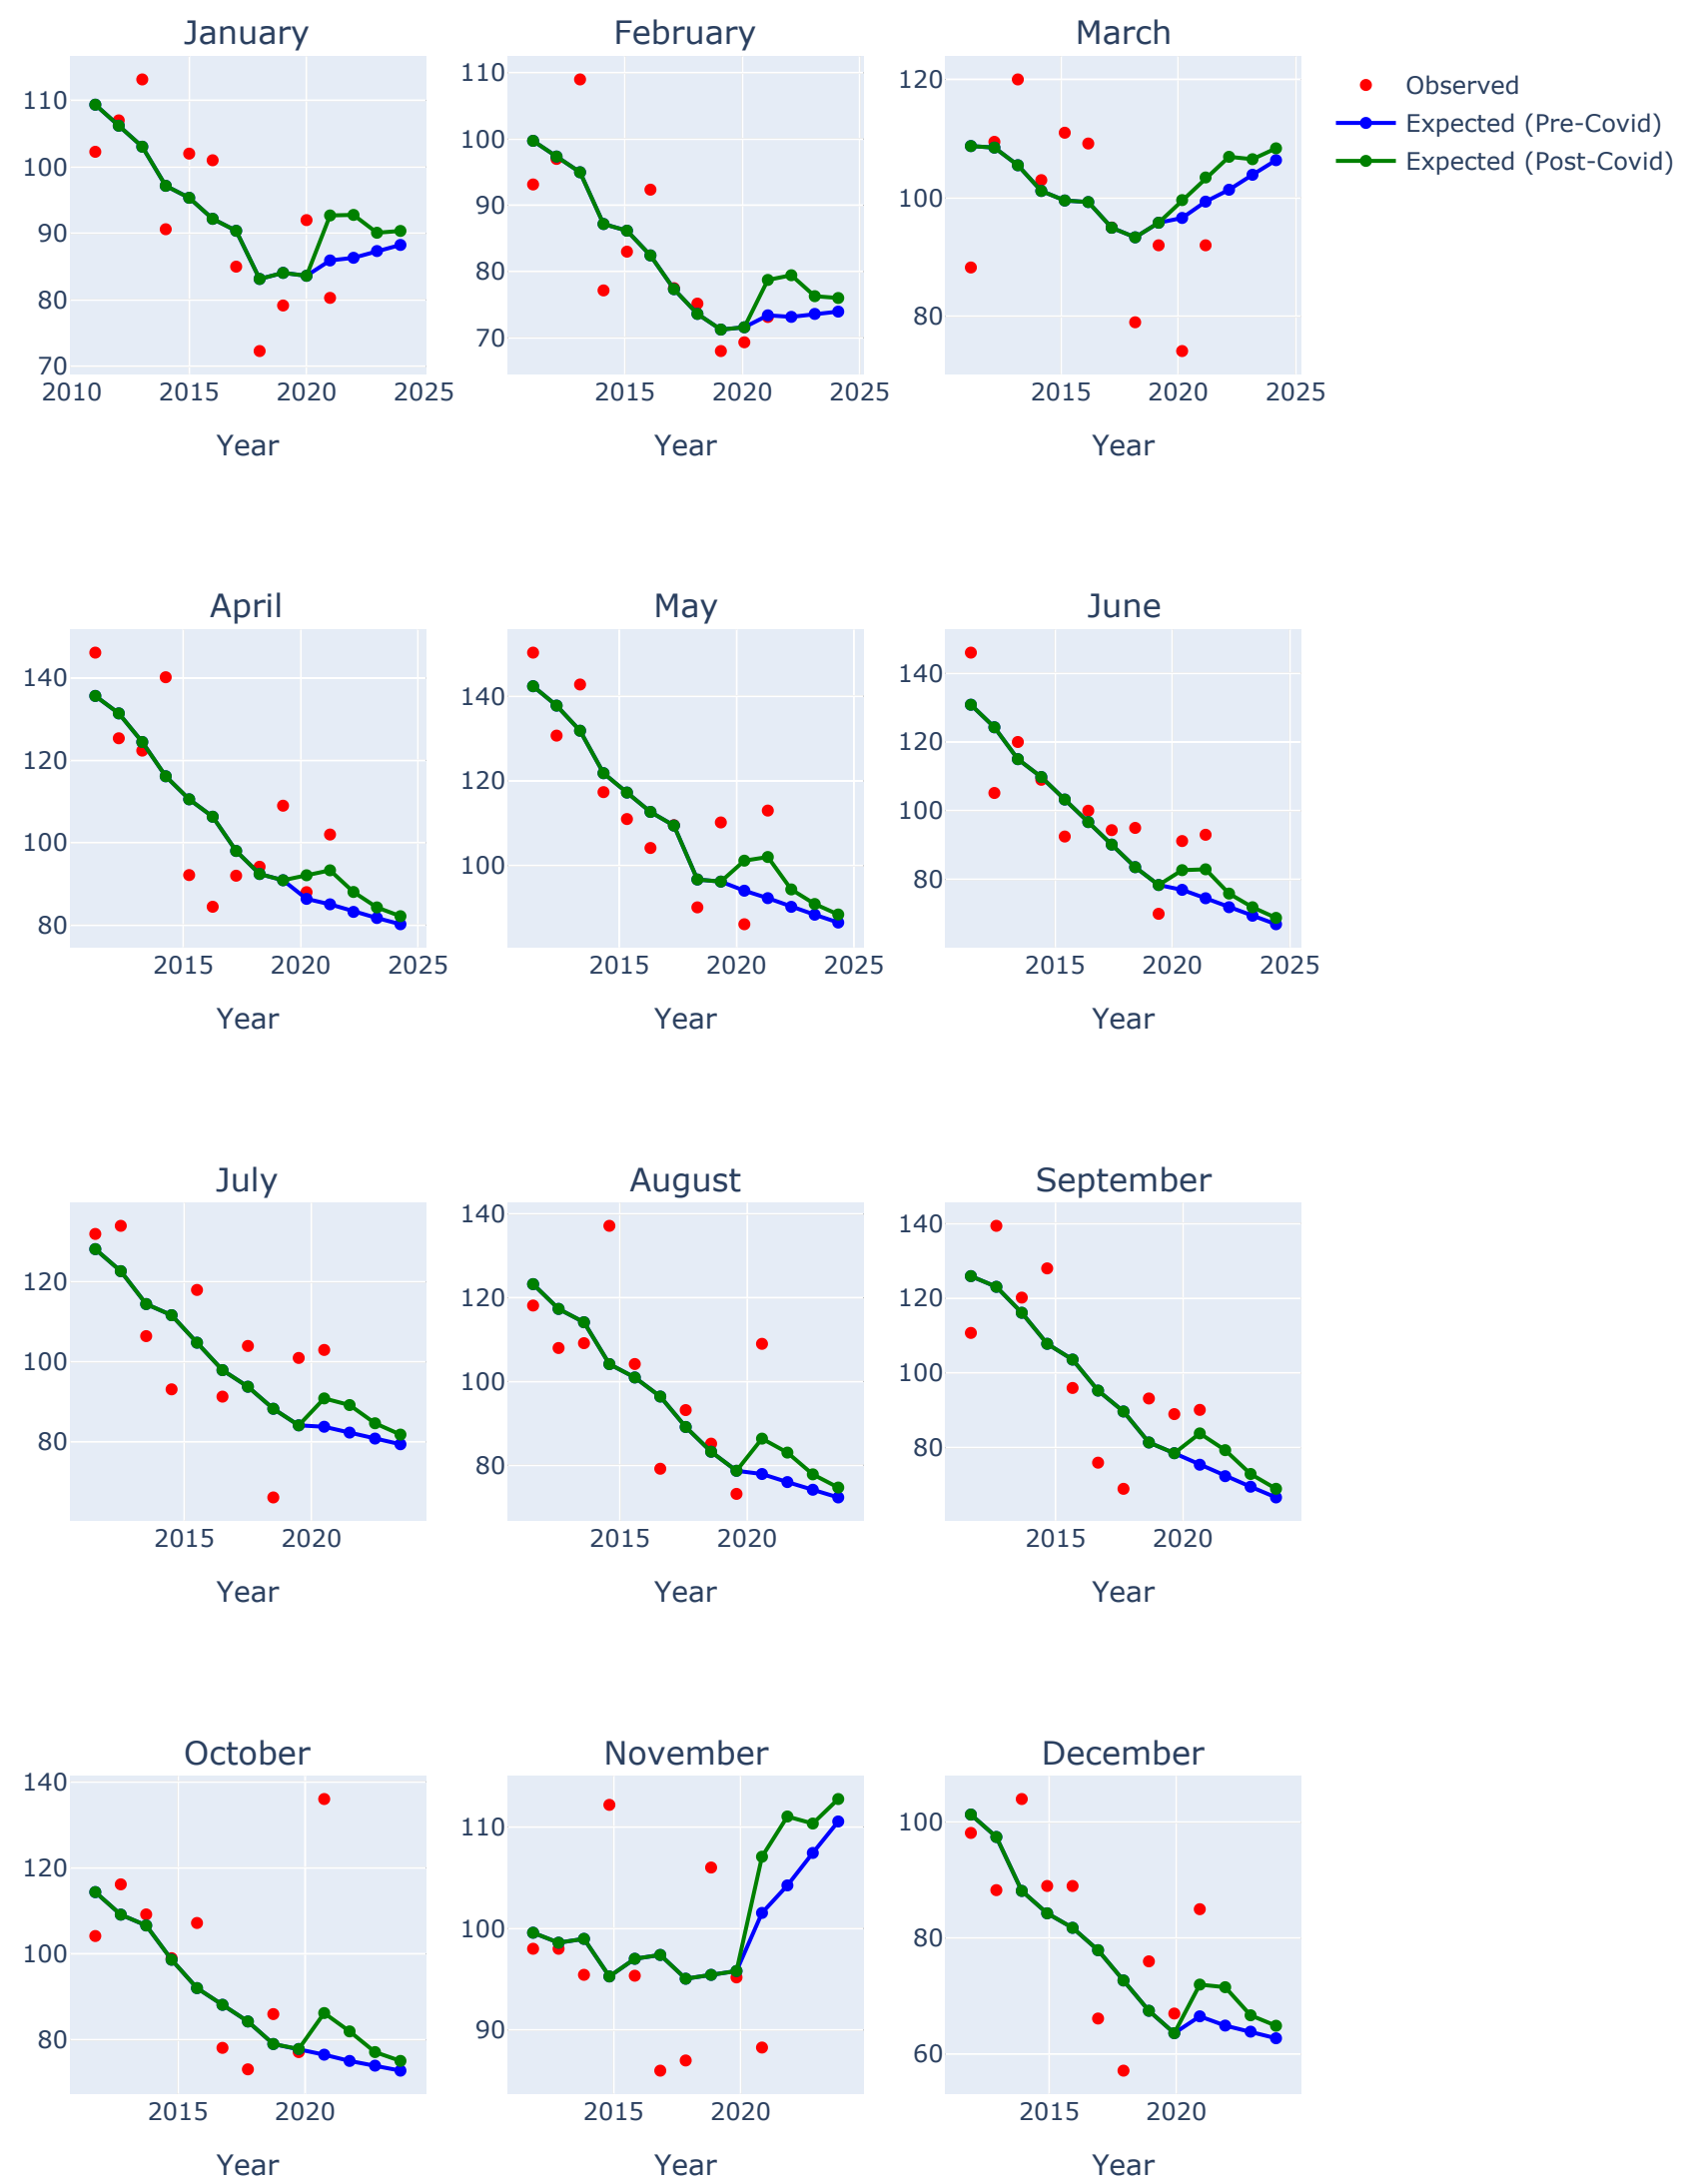 January February March
110
100
90
80
70
2010 2015 2020 2025
Year
110
100
90
80
70
2015 2020 2025
Year
120
100
80
2015 2020 2025
Year
Observed
Expected (Pre-Covid)
Expected (Post-Covid)
April May June
140
120
100
80
2015 2020 2025
Year
140
120
100
2015 2020 2025
Year
140
120
100
80
2015 2020 2025
Year
July August September
120
100
80
2015 2020
Year
140
120
100
80
2015 2020
Year
140
120
100
80
2015 2020
Year
October November December
140
120
100
80
2015 2020
Year
110
100
90
2015 2020
Year
100
80
60
2015 2020
Year